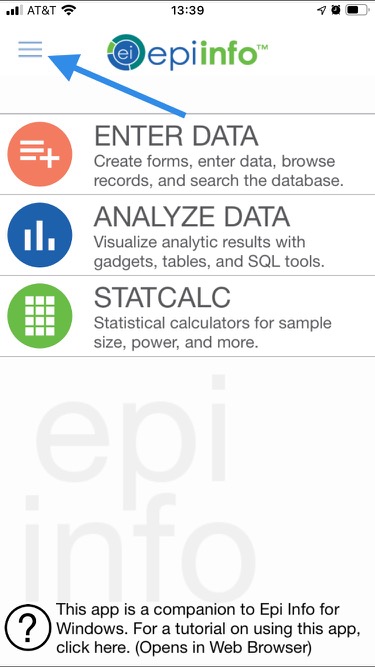 AT&T
13:39
ei epi info™
ENTER DATA
Create forms, enter data, browse
records, and search the database.
ANALYZE DATA
Visualize analytic results with
gadgets, tables, and SQL tools.
STATCALC
Statistical calculators for sample
size, power, and more.
epi
info
?
This app is a companion to Epi Info for
Windows. For a tutorial on using this app,
click here. (Opens in Web Browser)